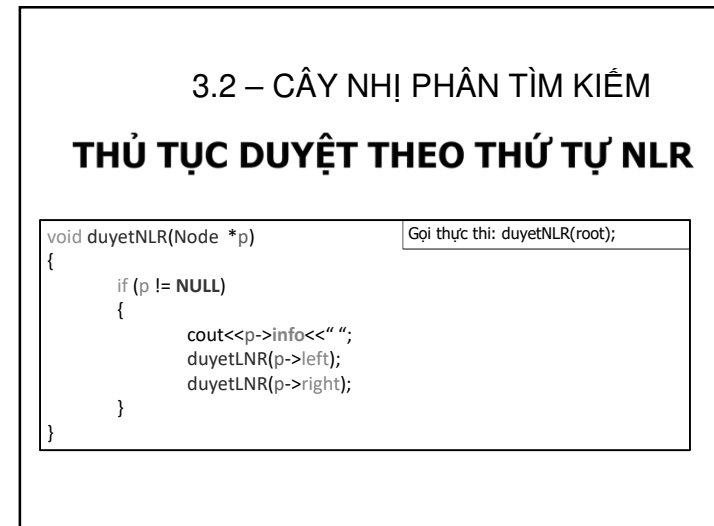 3.2 – CÂY NHỊ PHÂN TÌM KIẾM
THỦ TỤC DUYỆT THEO THỨ TỰ NLR
void duyetNLR(Node *p)
Gọi thực thi: duyetNLR(root);
{
if (p != NULL)
{
cout<<p->info<<“ “;
duyetLNR(p->left);
duyetLNR(p->right);
}
}